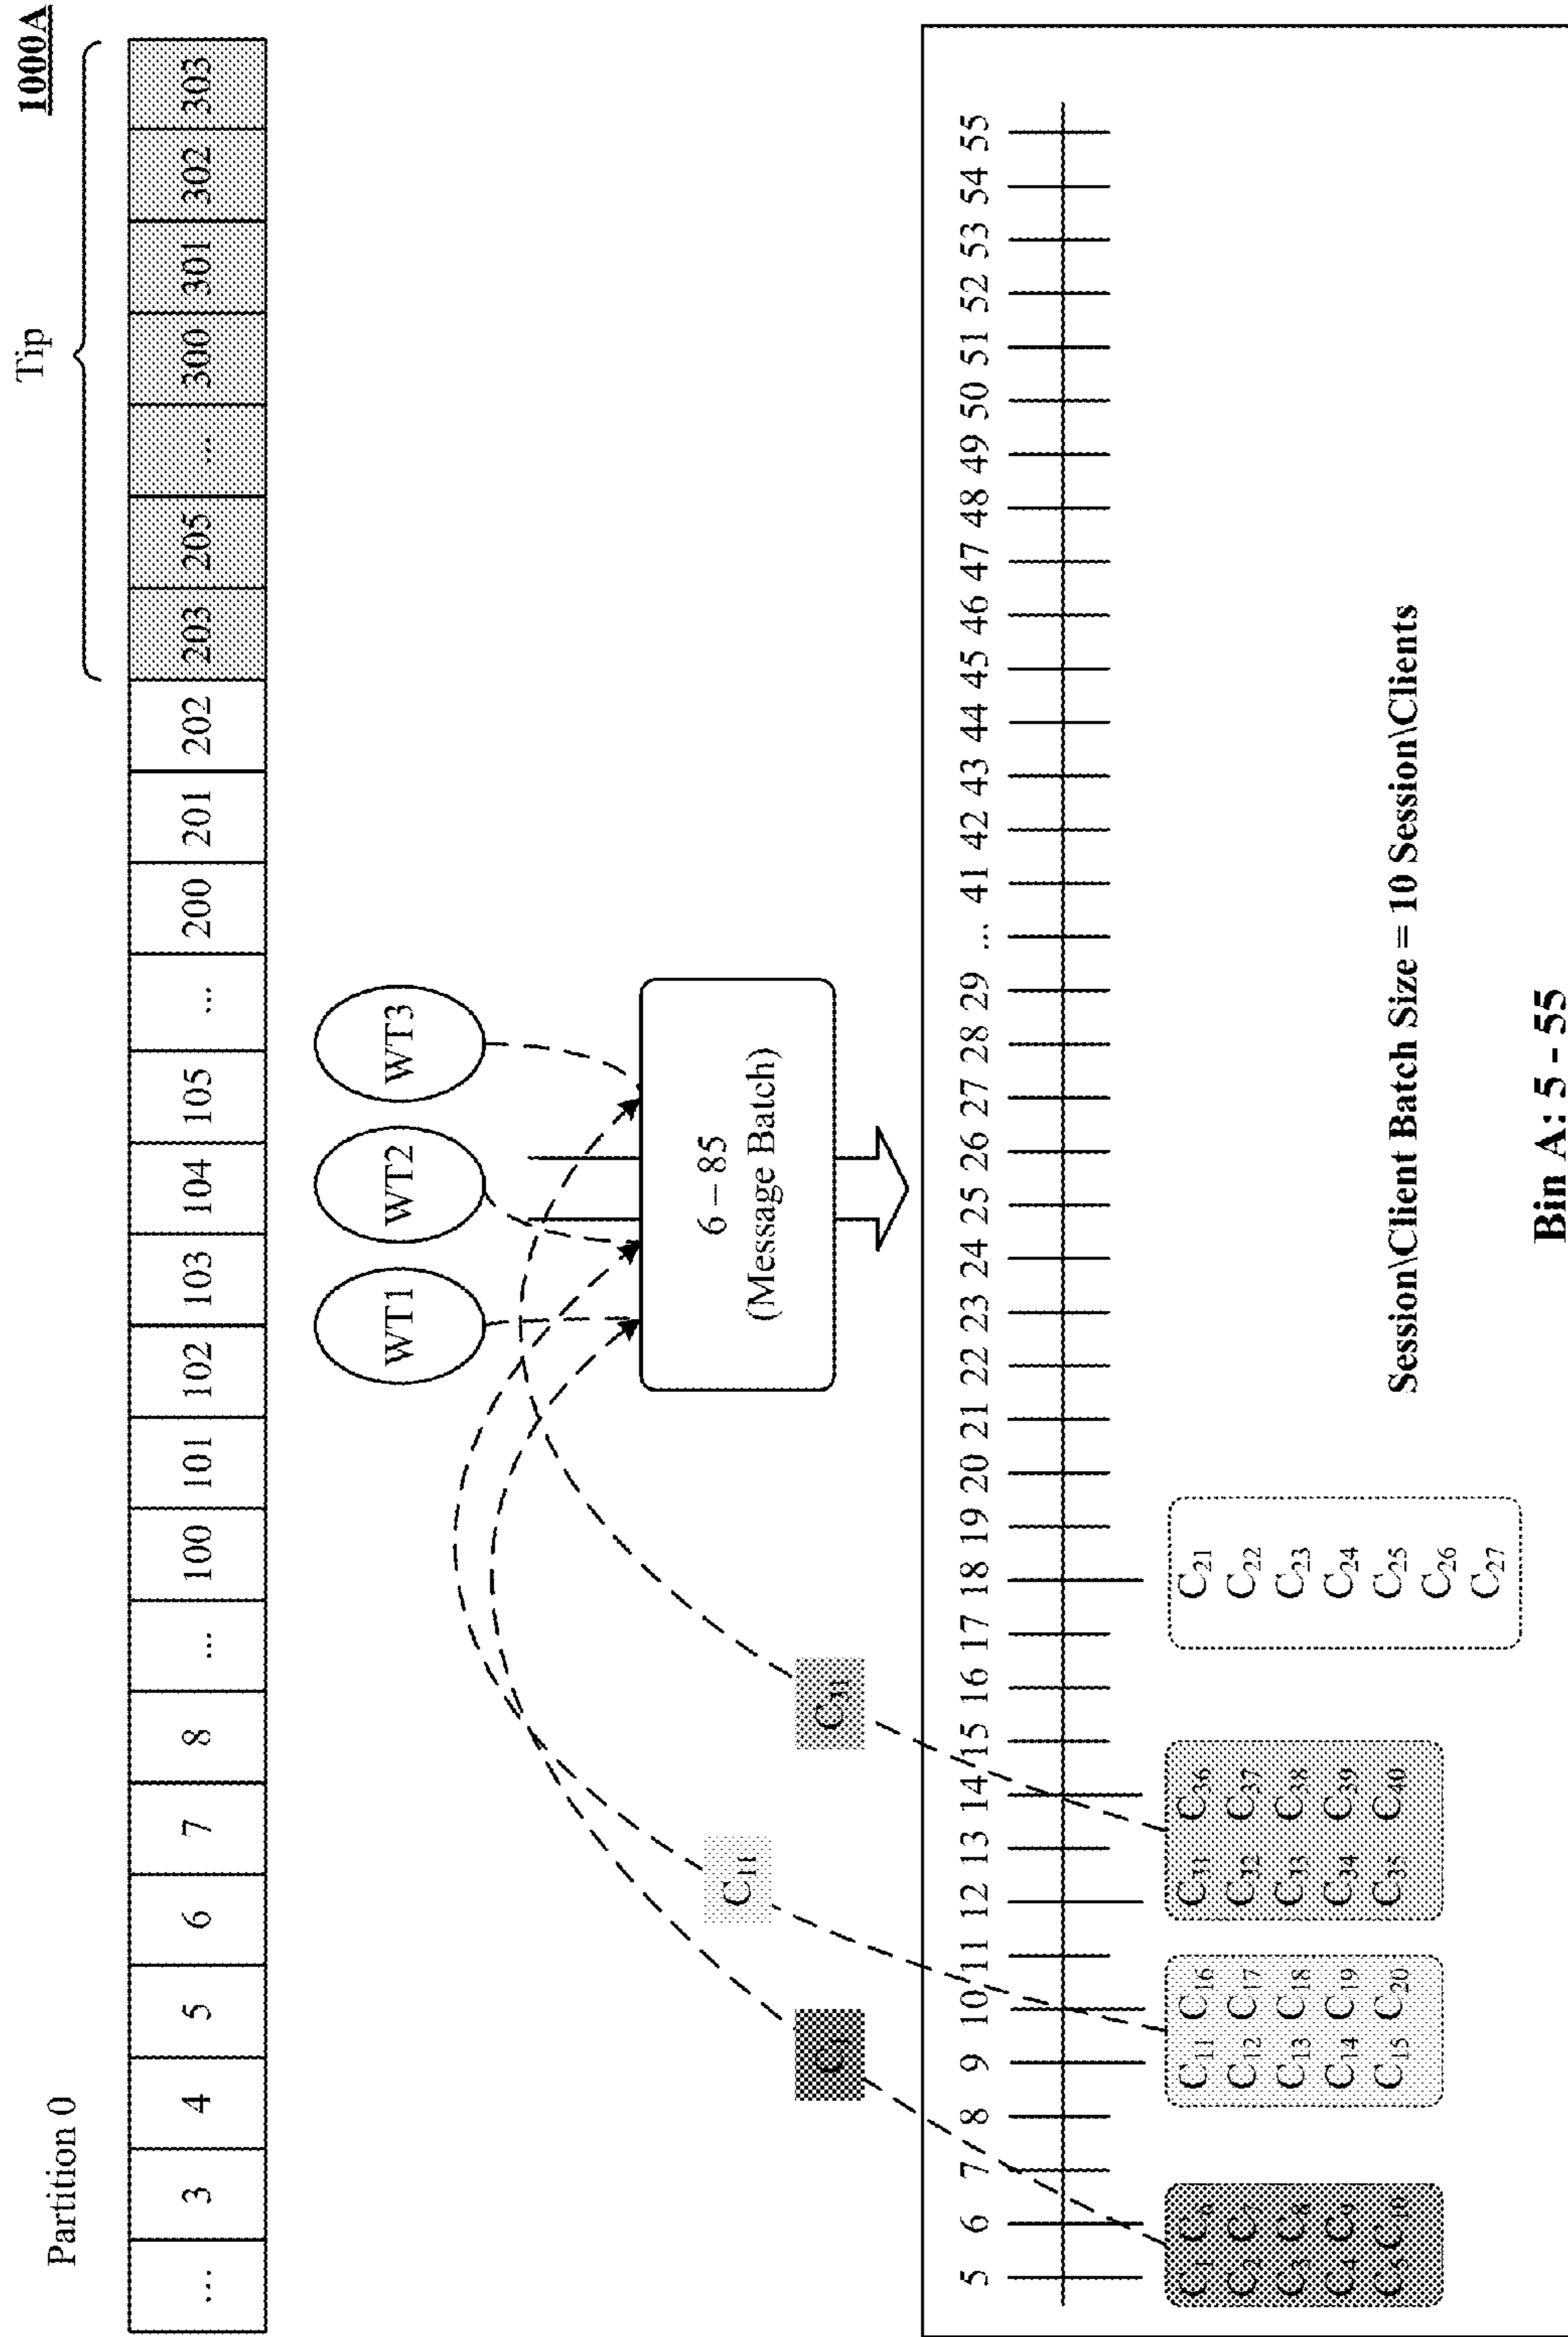 1000A
Tip
Partition 0
... 3 4 5 6 7 8 ... 100 101 102 103 104 105 ... 200 201 202 203 205 ... 300 301 302 303
WT1 WT2 WT3
6 – 85
(Message Batch)
C31
C11
C1
5 6 7 8 9 10 11 12 13 14 15 16 17 18 19 20 21 22 23 24 25 26 27 28 29 ... 41 42 43 44 45 46 47 48 49 50 51 52 53 54 55
C1 C6
C2 C7
C3 C8
C4 C9
C5 C10
C11 C16
C12 C17
C13 C18
C14 C19
C15 C20
C31 C36
C32 C37
C33 C38
C34 C39
C35 C40
C21
C22
C23
C24
C25
C26
C27
Session\Client Batch Size = 10 Session\Clients
Bin A: 5 - 55